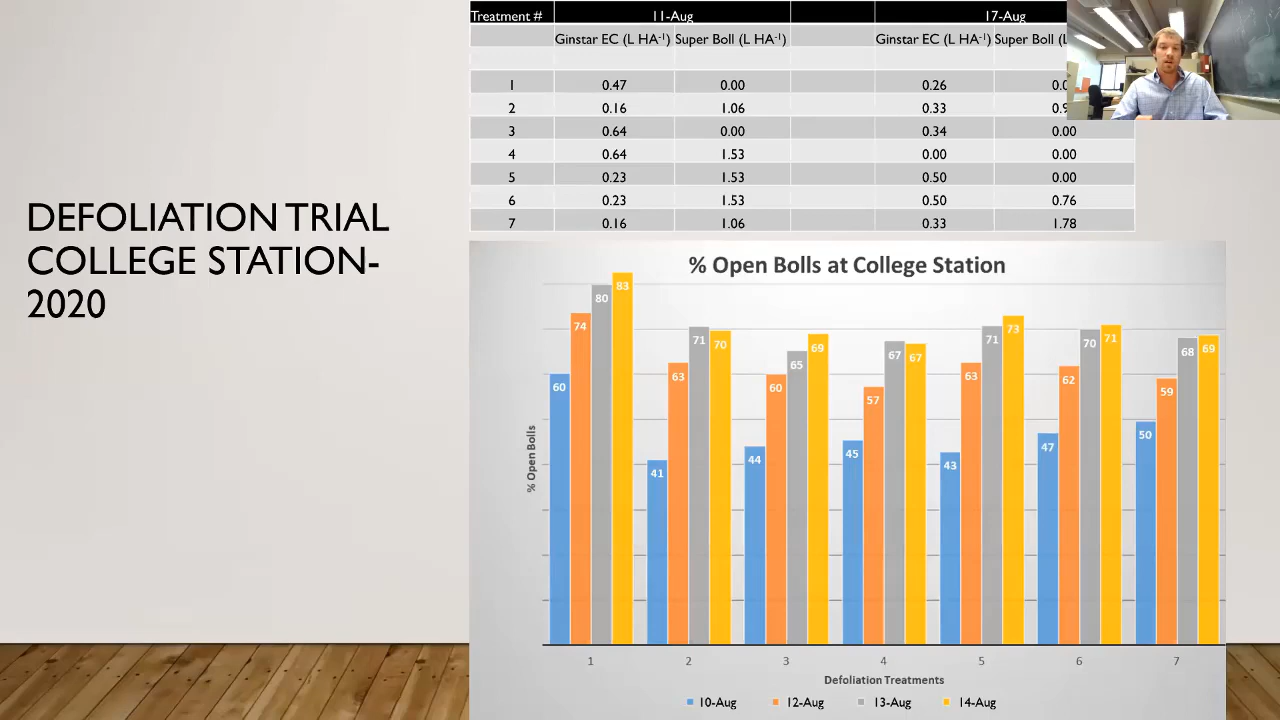 Treatment # 11-Aug 17-Aug
Ginstar EC (L HA⁻¹) Super Boll (L HA⁻¹) Ginstar EC (L HA⁻¹) Super Boll
1 0.47 0.00 0.26
2 0.16 1.06 0.33
3 0.64 0.00 0.34 0.00
4 0.64 1.53 0.00 0.00
5 0.23 1.53 0.50 0.00
6 0.23 1.53 0.50 0.76
7 0.16 1.06 0.33 1.78
DEFOLIATION TRIAL
COLLEGE STATION-
2020
% Open Bolls at College Station
% Open Bolls
60 74 80 83
41 63 71 70
44 60 65 69
45 57 67 67
43 63 71 73
47 62 70 71
50 59 68 69
1 2 3 4 5 6 7
Defoliation Treatments
10-Aug 12-Aug 13-Aug 14-Aug